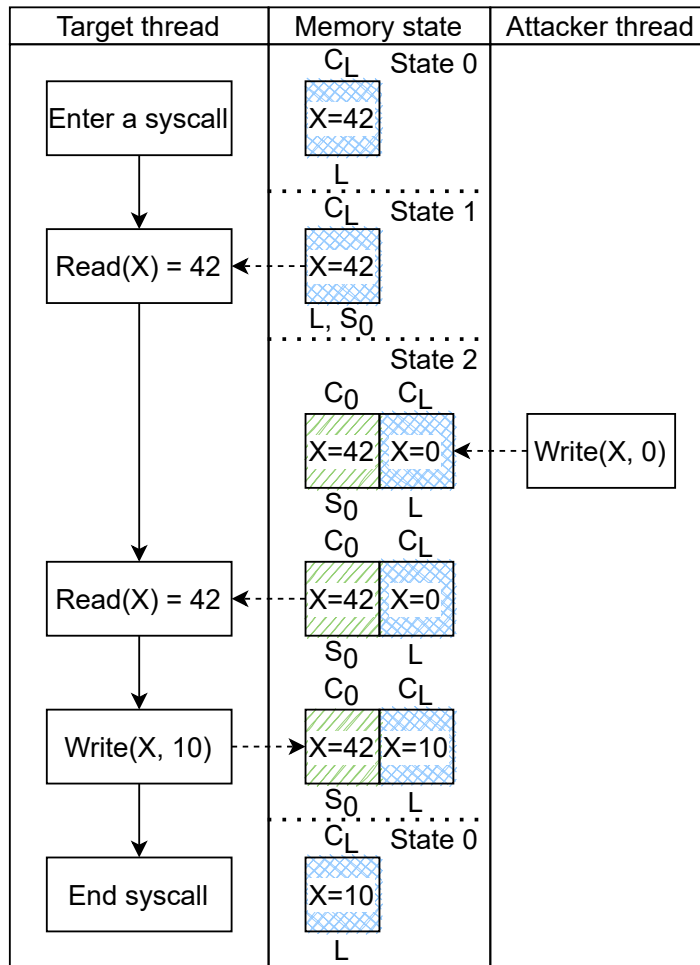 Target thread Memory state Attacker thread
C_L State 0
Enter a syscall X=42
L
C_L State 1
Read(X) = 42 X=42
L, S_0
State 2
C_0 C_L
X=42 X=0 Write(X, 0)
S_0 L
C_0 C_L
Read(X) = 42 X=42 X=0
S_0 L
C_0 C_L
Write(X, 10) X=42 X=10
S_0 L
C_L State 0
End syscall X=10
L